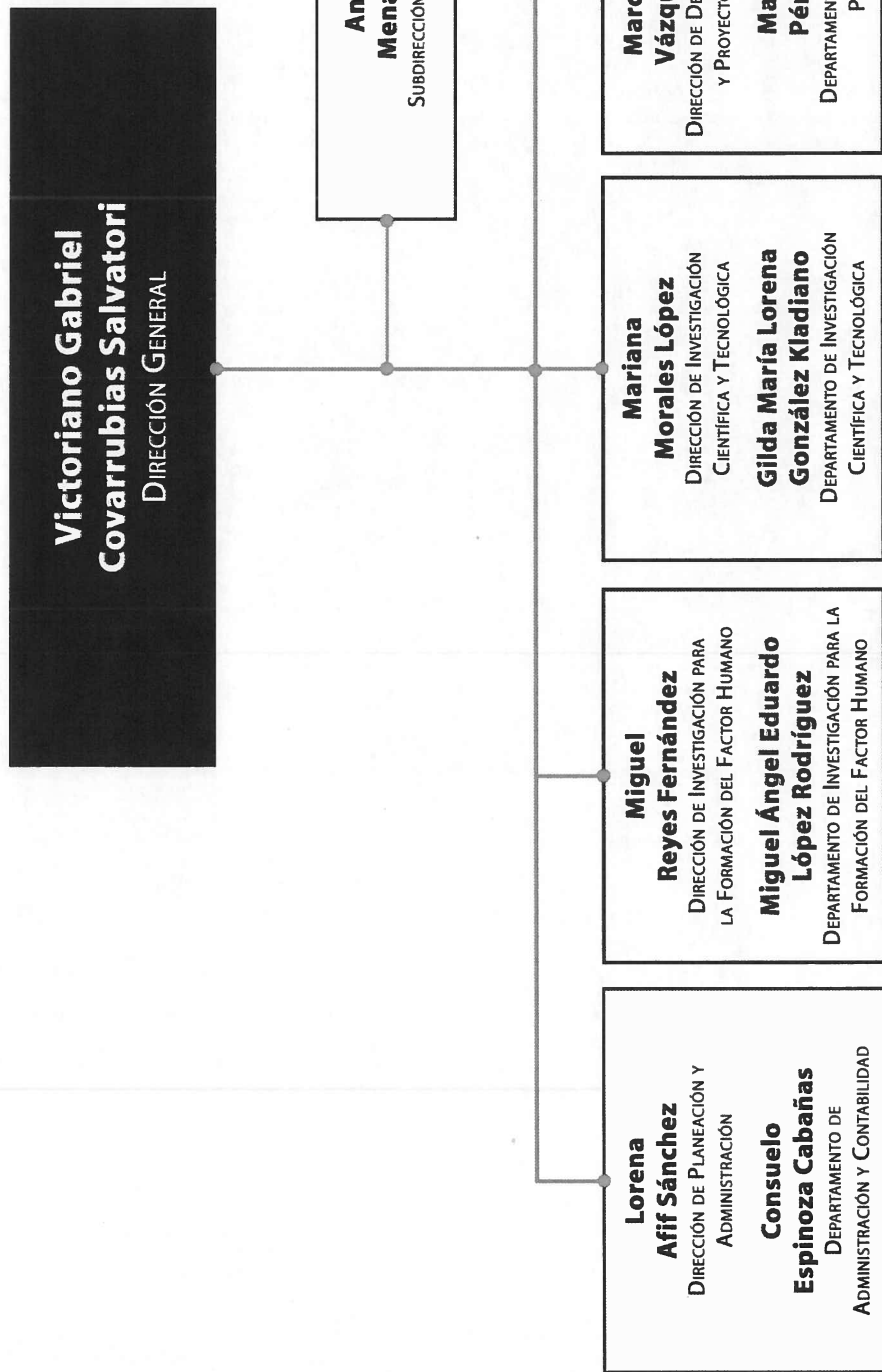 Victoriano Gabriel
Covarrubias Salvatori
DIRECCIÓN GENERAL
SUBDIRECCIÓN
Lorena
Afif Sánchez
DIRECCIÓN DE PLANEACIÓN Y
ADMINISTRACIÓN
Consuelo
Espinoza Cabañas
DEPARTAMENTO DE
ADMINISTRACIÓN Y CONTABILIDAD
Miguel
Reyes Fernández
DIRECCIÓN DE INVESTIGACIÓN PARA
LA FORMACIÓN DEL FACTOR HUMANO
Miguel Ángel Eduardo
López Rodríguez
DEPARTAMENTO DE INVESTIGACIÓN PARA LA
FORMACIÓN DEL FACTOR HUMANO
Mariana
Morales López
DIRECCIÓN DE INVESTIGACIÓN
CIENTÍFICA Y TECNOLÓGICA
Gilda María Lorena
González Kladiano
DEPARTAMENTO DE INVESTIGACIÓN
CIENTÍFICA Y TECNOLÓGICA
DIRECCIÓN DE
Y